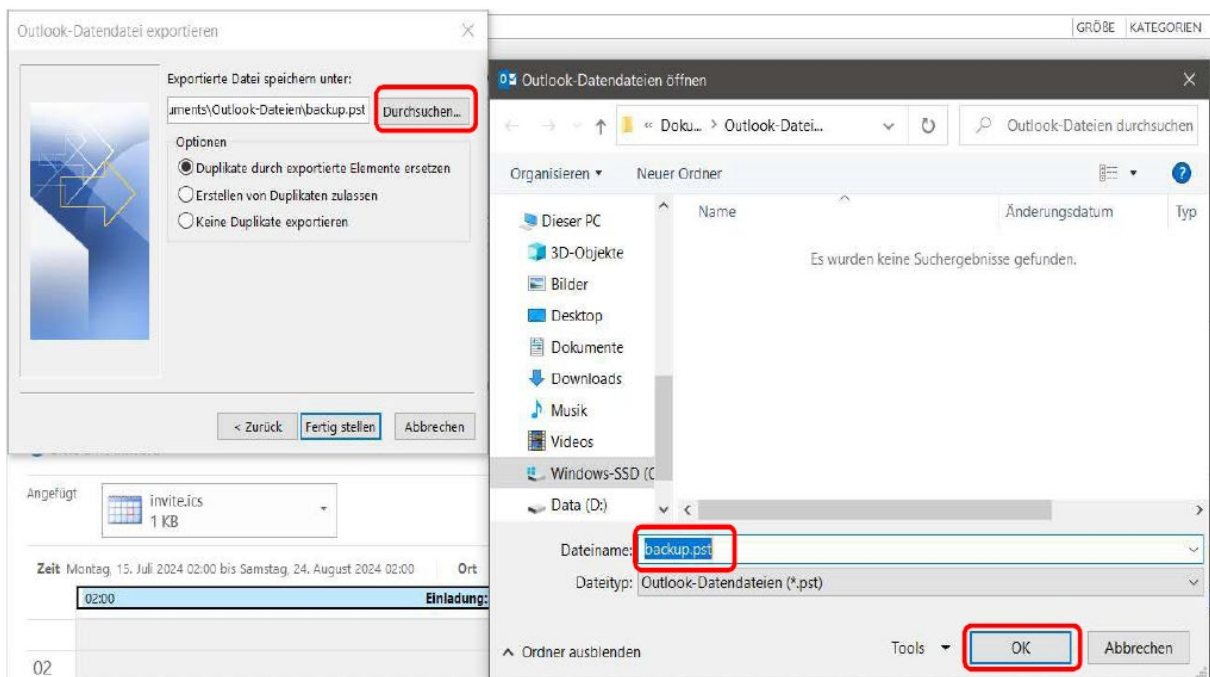 Outlook-Datendatei exportieren
Exportierte Datei speichern unter:
uments\Outlook-Dateien\backup.pst
Durchsuchen...
Optionen
Duplikate durch exportierte Elemente ersetzen
Erstellen von Duplikaten zulassen
Keine Duplikate exportieren
< Zurück
Fertig stellen
Abbrechen
Angefügt
invite.ics
1 KB
Zeit Montag, 15. Juli 2024 02:00 bis Samstag, 24. August 2024 02:00
Ort
02:00
Einladung:
02
GRÖßE
KATEGORIEN
Outlook-Datendateien öffnen
« Doku... > Outlook-Datei...
Outlook-Dateien durchsuchen
Organisieren
Neuer Ordner
Dieser PC
3D-Objekte
Bilder
Desktop
Dokumente
Downloads
Musik
Videos
Windows-SSD (C
Data (D:)
Name
Änderungsdatum
Typ
Es wurden keine Suchergebnisse gefunden.
Dateiname: backup.pst
Dateityp: Outlook-Datendateien (*.pst)
Ordner ausblenden
Tools
OK
Abbrechen